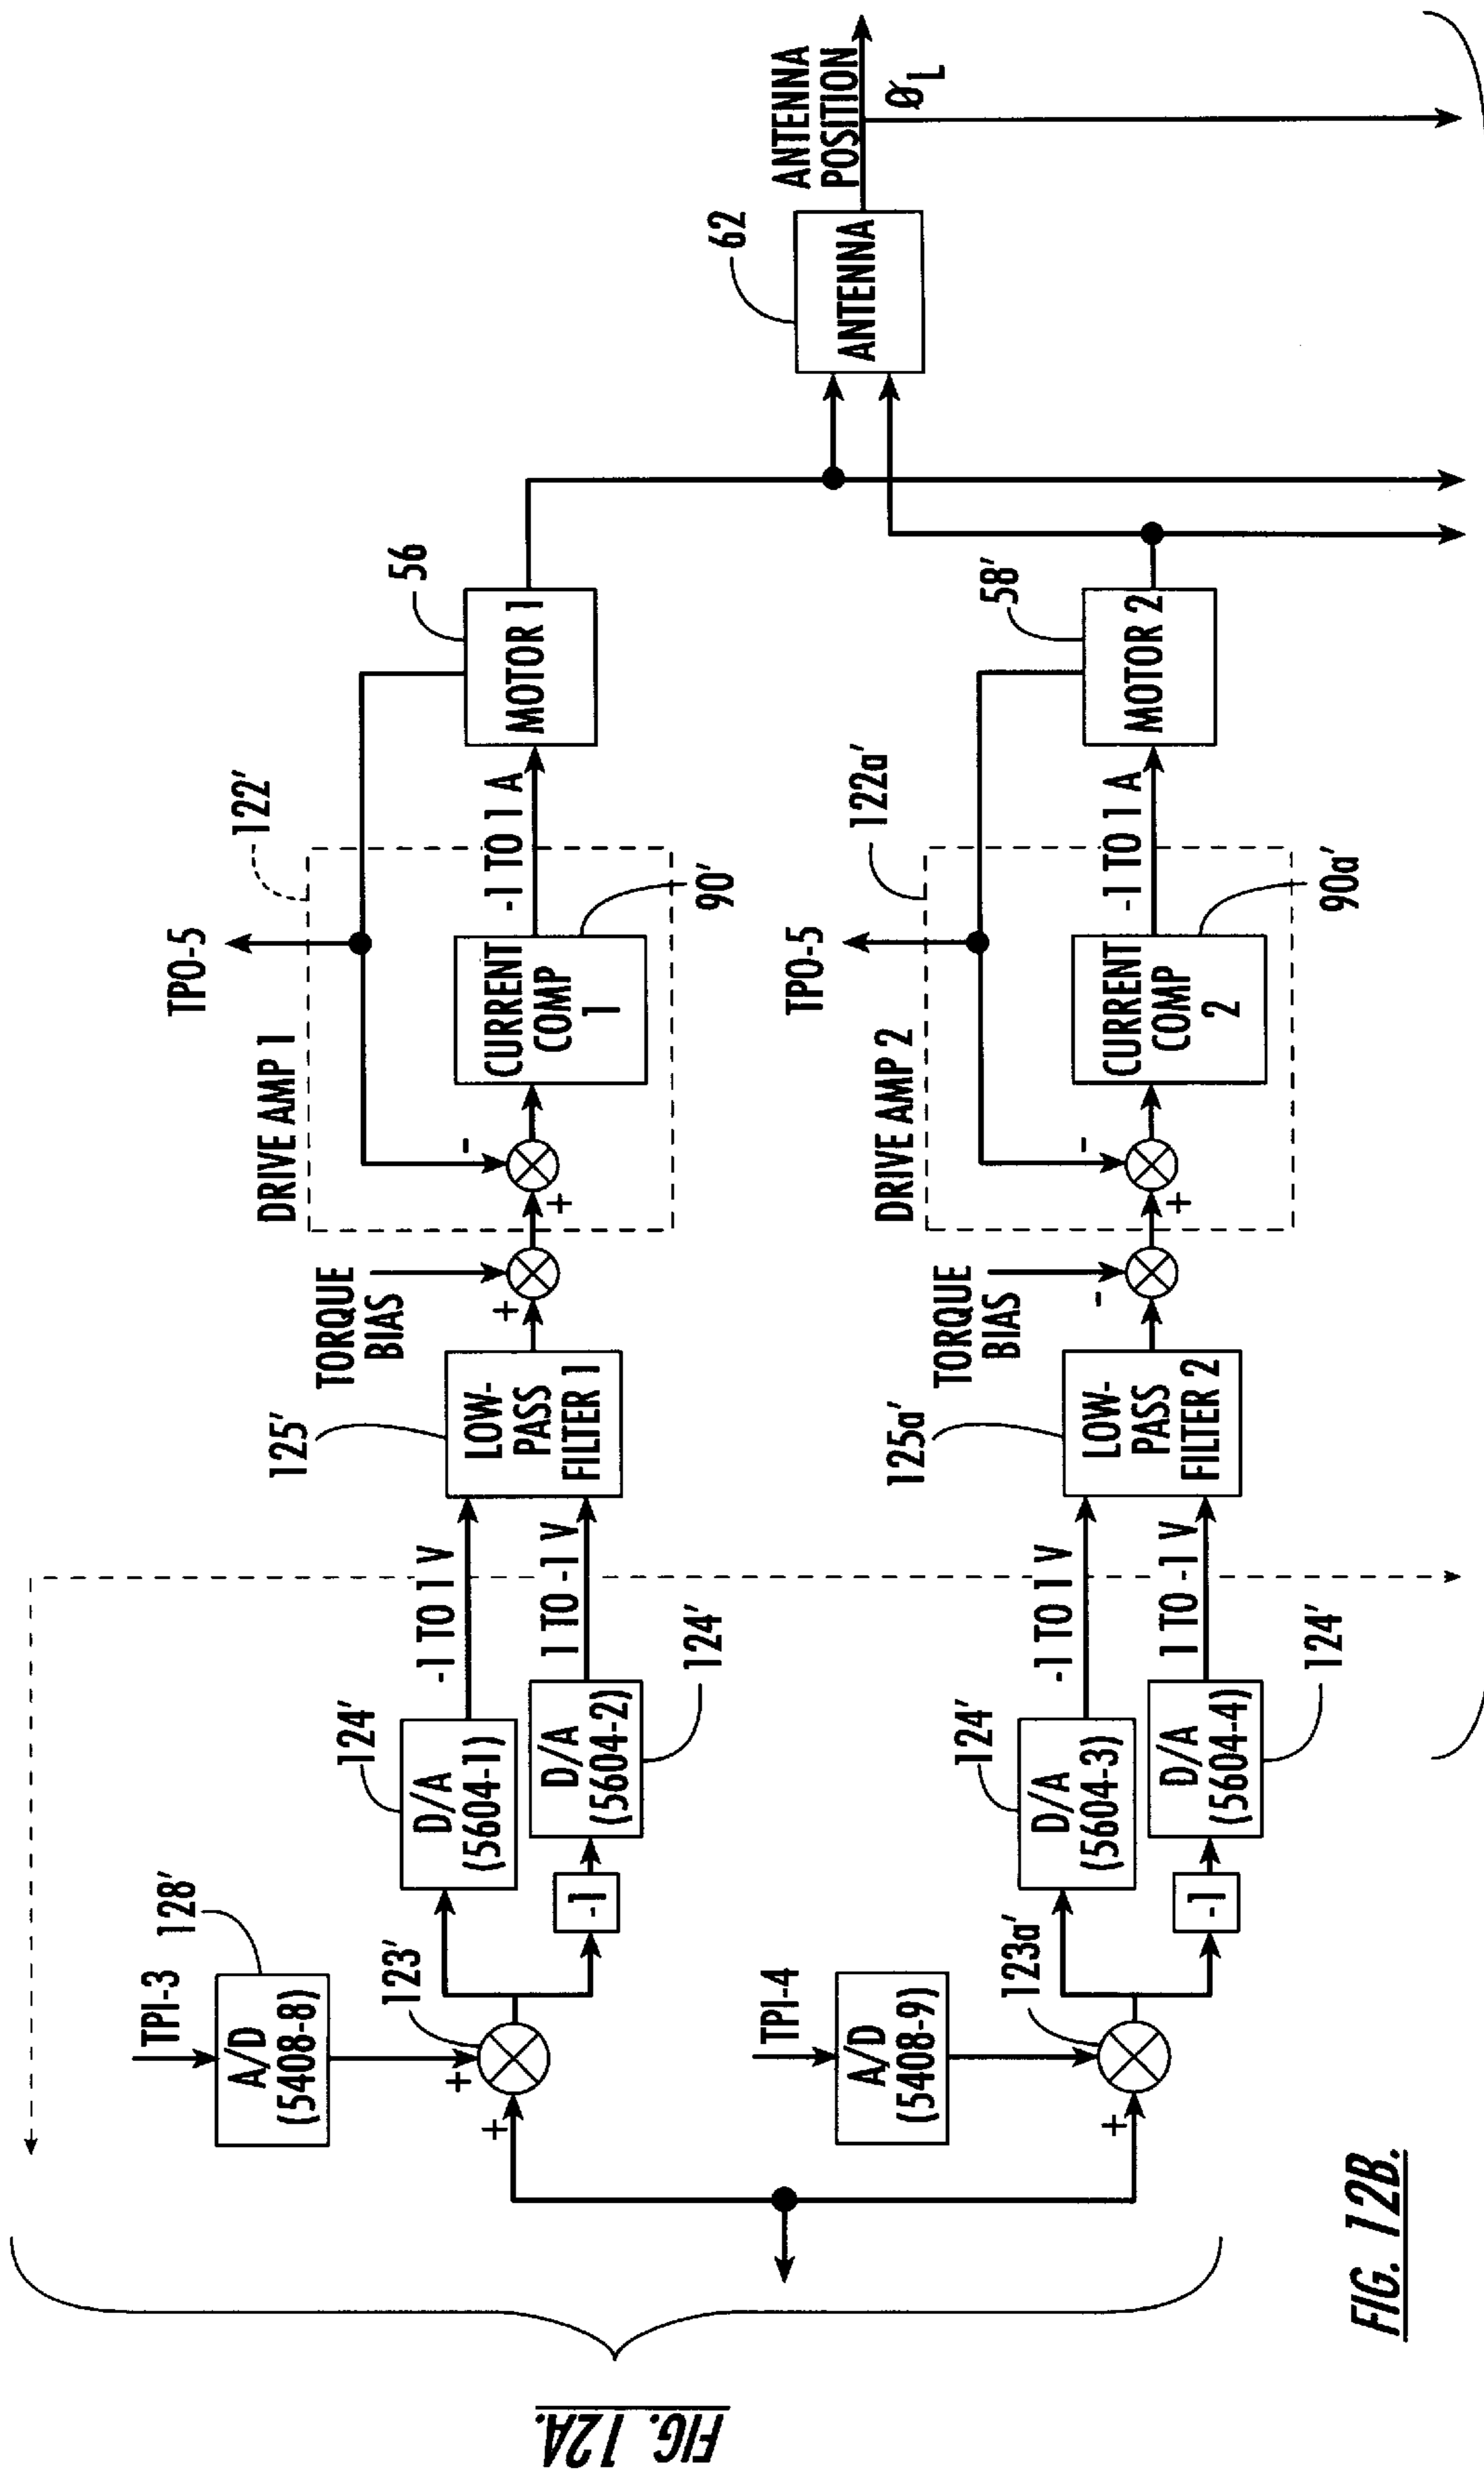 TPI-3
128'
A/D
(5408-8)
+
+
123'
-1
124'
D/A
(5604-1)
D/A
(5604-2)
124'
-1 TO 1 V
1 TO -1 V
125'
LOW-
PASS
FILTER 1
TORQUE
BIAS
+
DRIVE AMP 1
TPO-5
122'
-
+
CURRENT
COMP
1
90'
-1 TO 1 A
56
MOTOR 1
62
ANTENNA
ANTENNA
POSITION
Ø L
TPI-4
A/D
(5408-9)
+
123a'
-1
124'
D/A
(5604-3)
D/A
(5604-4)
124'
-1 TO 1 V
1 TO -1 V
125a'
LOW-
PASS
FILTER 2
TORQUE
BIAS
-
DRIVE AMP 2
TPO-5
122a'
-
+
CURRENT
COMP
2
90a'
-1 TO 1 A
58'
MOTOR 2
FIG. 12A.
FIG. 12B.